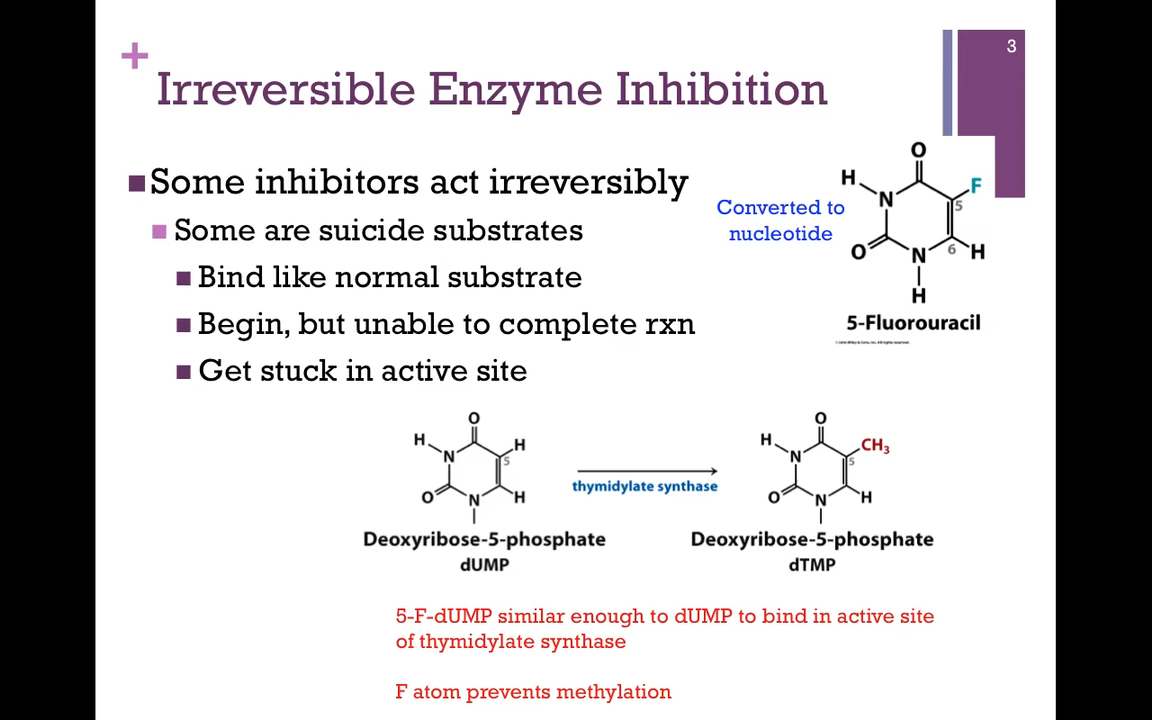 3
+
Irreversible Enzyme Inhibition
Some inhibitors act irreversibly
Some are suicide substrates
Bind like normal substrate
Begin, but unable to complete rxn
Get stuck in active site
Converted to
nucleotide
O
H
F
N
5
O
N
6
H
H
5-Fluorouracil
O
H
H
N
5
O
N
H
Deoxyribose-5-phosphate
dUMP
thymidylate synthase
O
H
CH₃
N
5
O
N
H
Deoxyribose-5-phosphate
dTMP
5-F-dUMP similar enough to dUMP to bind in active site
of thymidylate synthase
F atom prevents methylation